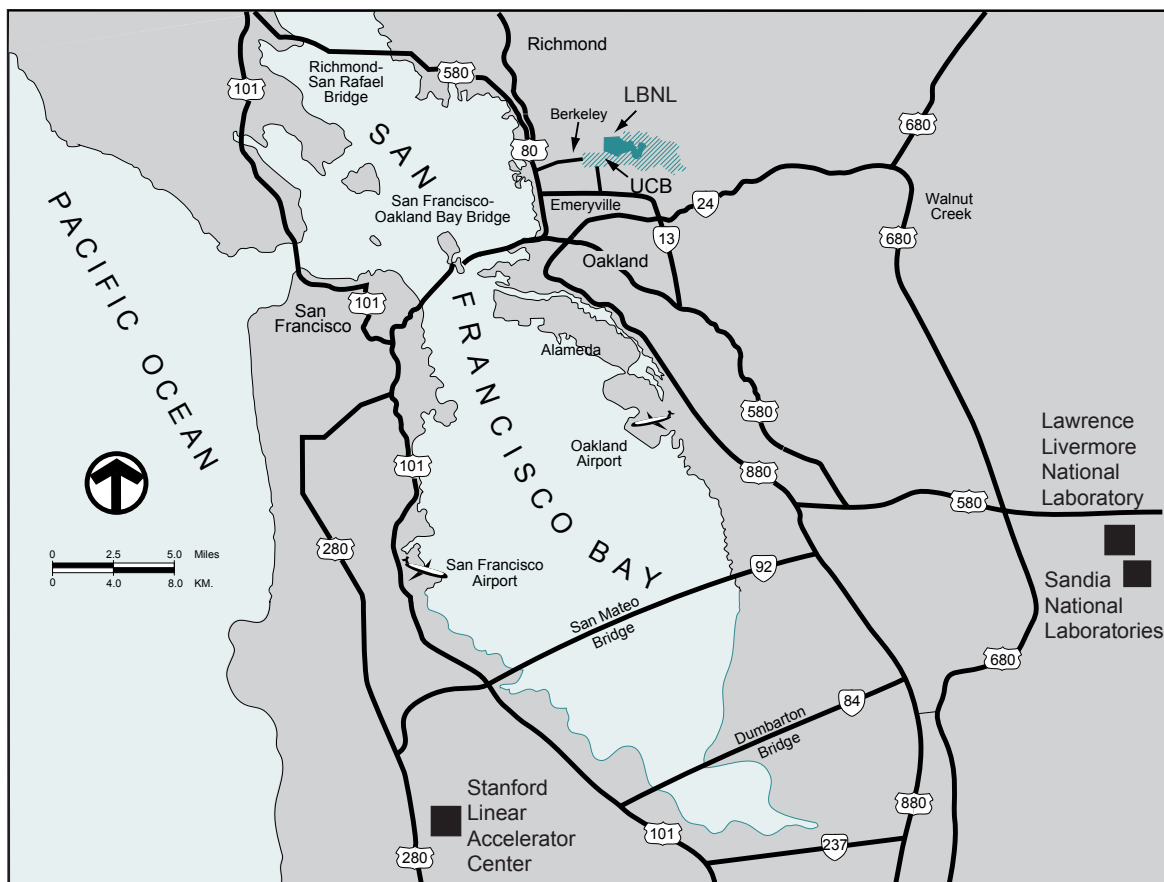 Richmond
Richmond-
San Rafael
Bridge
580
101
LBNL
Berkeley
680
80
SAN
UCB
San Francisco-
Oakland Bay Bridge
Emeryville
24
Walnut
Creek
13
680
Oakland
PACIFIC OCEAN
101
San
Francisco
FRANCISCO BAY
Alameda
580
Oakland
Airport
Lawrence
Livermore
National
Laboratory
101
880
580
280
0 2.5 5.0 Miles
0 4.0 8.0 KM.
San Francisco
Airport
92
Sandia
National
Laboratories
San Mateo
Bridge
680
84
Dumbarton
Bridge
Stanford
Linear
Accelerator
Center
880
101
237
280